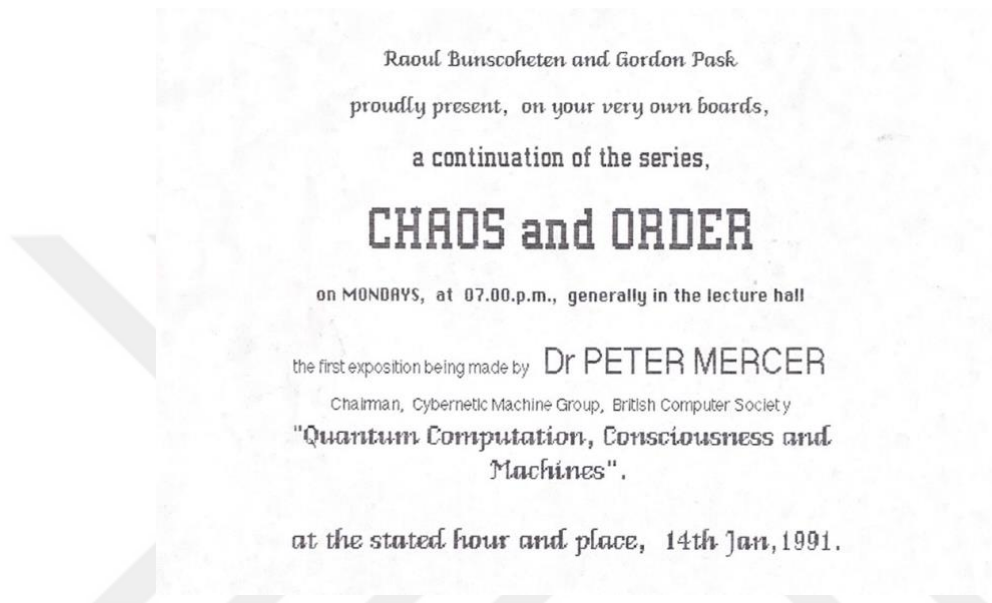 Raoul Bunscoheten and Gordon Pask
proudly present, on your very own boards,
a continuation of the series,
CHAOS and ORDER
on MONDAYS, at 07.00.p.m., generally in the lecture hall
the first exposition being made by Dr PETER MERCER
Chairman, Cybernetic Machine Group, British Computer Society
"Quantum Computation, Consciousness and
Machines".
at the stated hour and place, 14th Jan,1991.